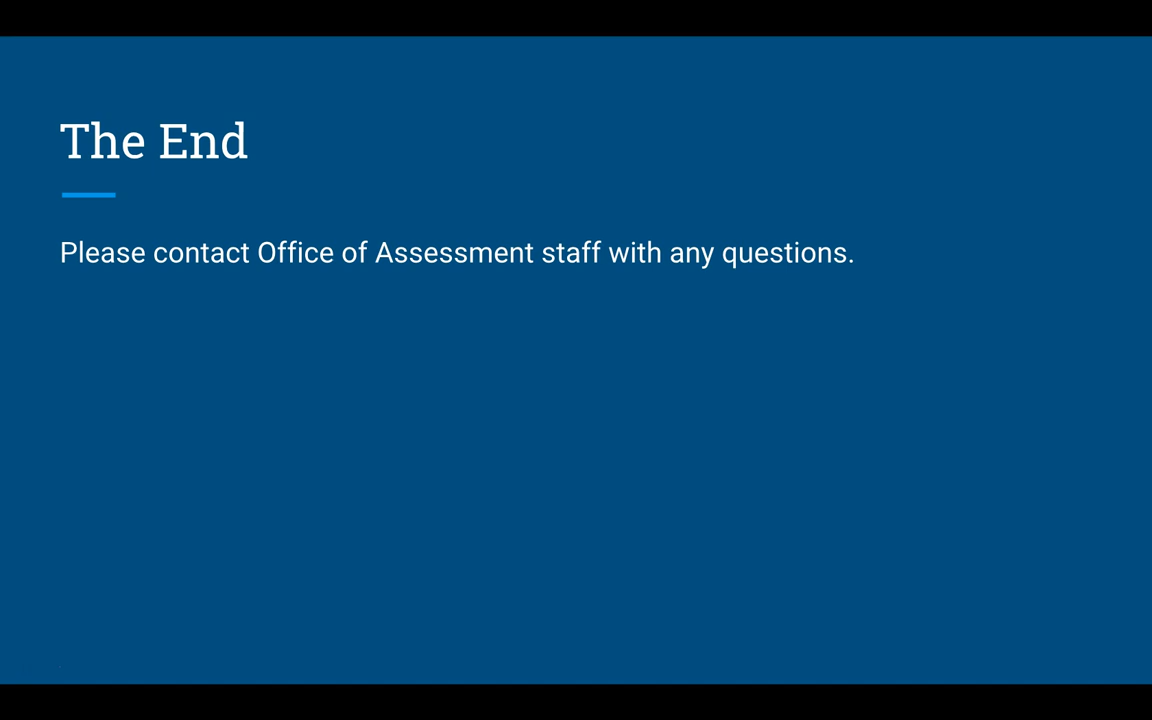 The End
Please contact Office of Assessment staff with any questions.